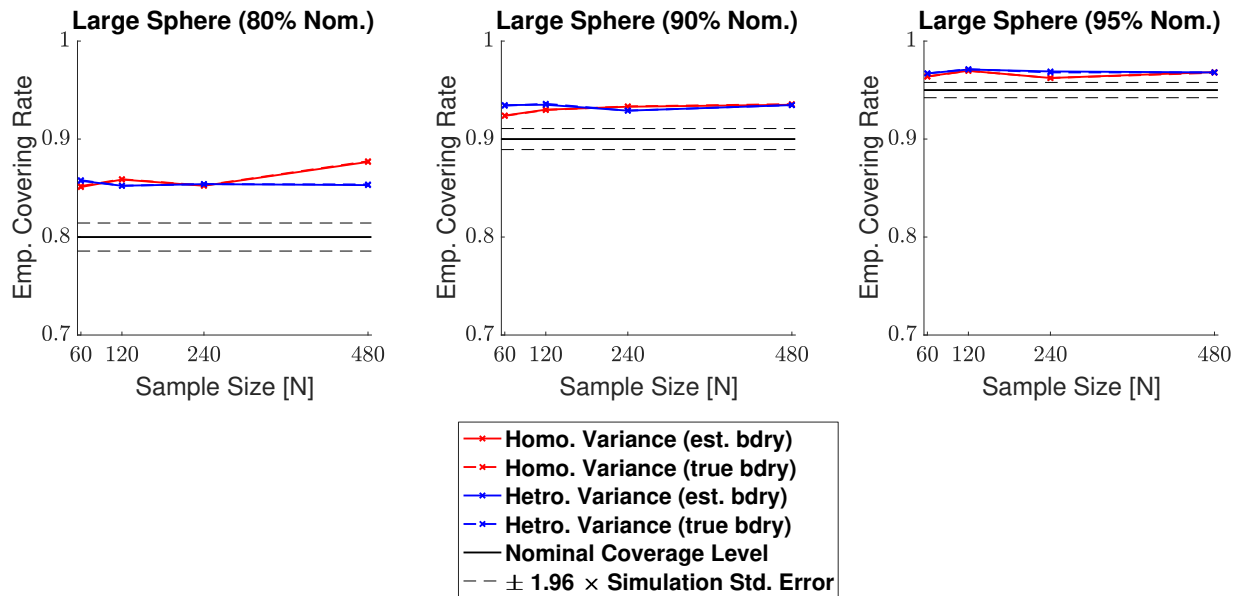 Large Sphere (80% Nom.)
1
0.9
0.8
0.7
60 120 240 480
Emp. Covering Rate
Sample Size [N]
Large Sphere (90% Nom.)
1
0.9
0.8
0.7
60 120 240 480
Emp. Covering Rate
Sample Size [N]
Large Sphere (95% Nom.)
1
0.9
0.8
0.7
60 120 240 480
Emp. Covering Rate
Sample Size [N]
Homo. Variance (est. bdry)
Homo. Variance (true bdry)
Hetro. Variance (est. bdry)
Hetro. Variance (true bdry)
Nominal Coverage Level
± 1.96 × Simulation Std. Error